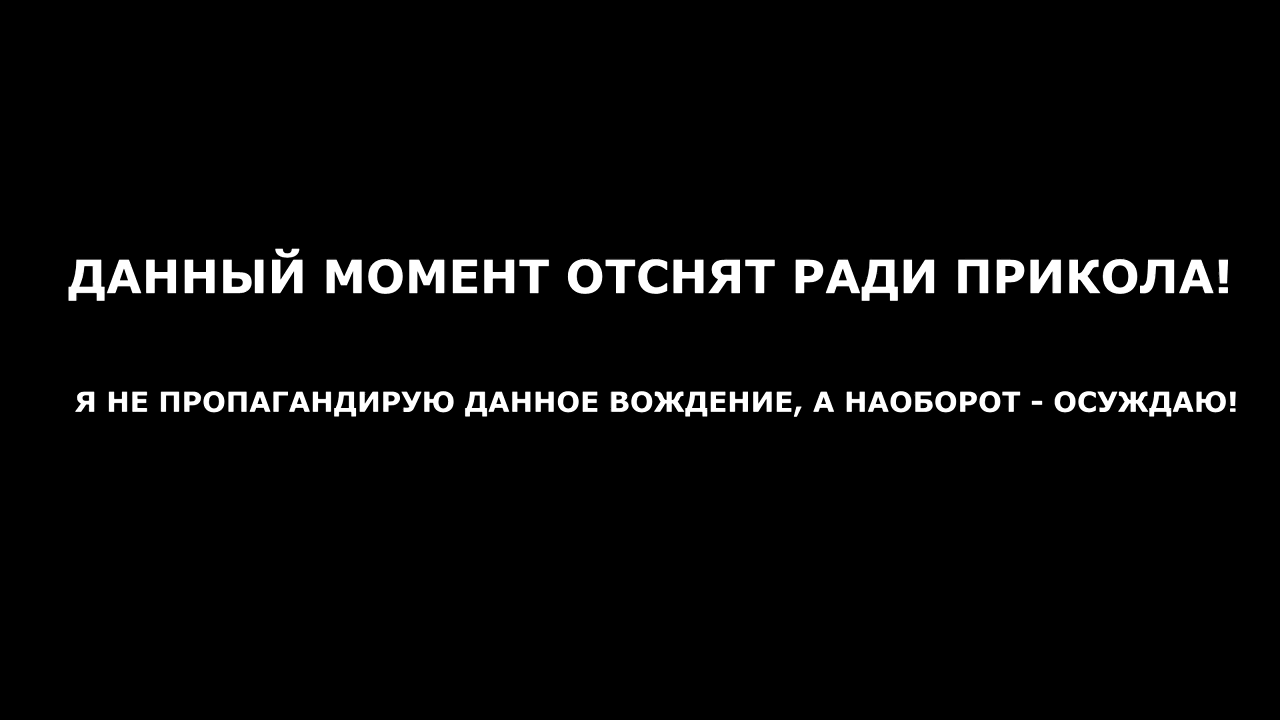 ДАННЫЙ МОМЕНТ ОТСНЯТ РАДИ ПРИКОЛА!
Я НЕ ПРОПАГАНДИРУЮ ДАННОЕ ВОЖДЕНИЕ, А НАОБОРОТ - ОСУЖДАЮ!